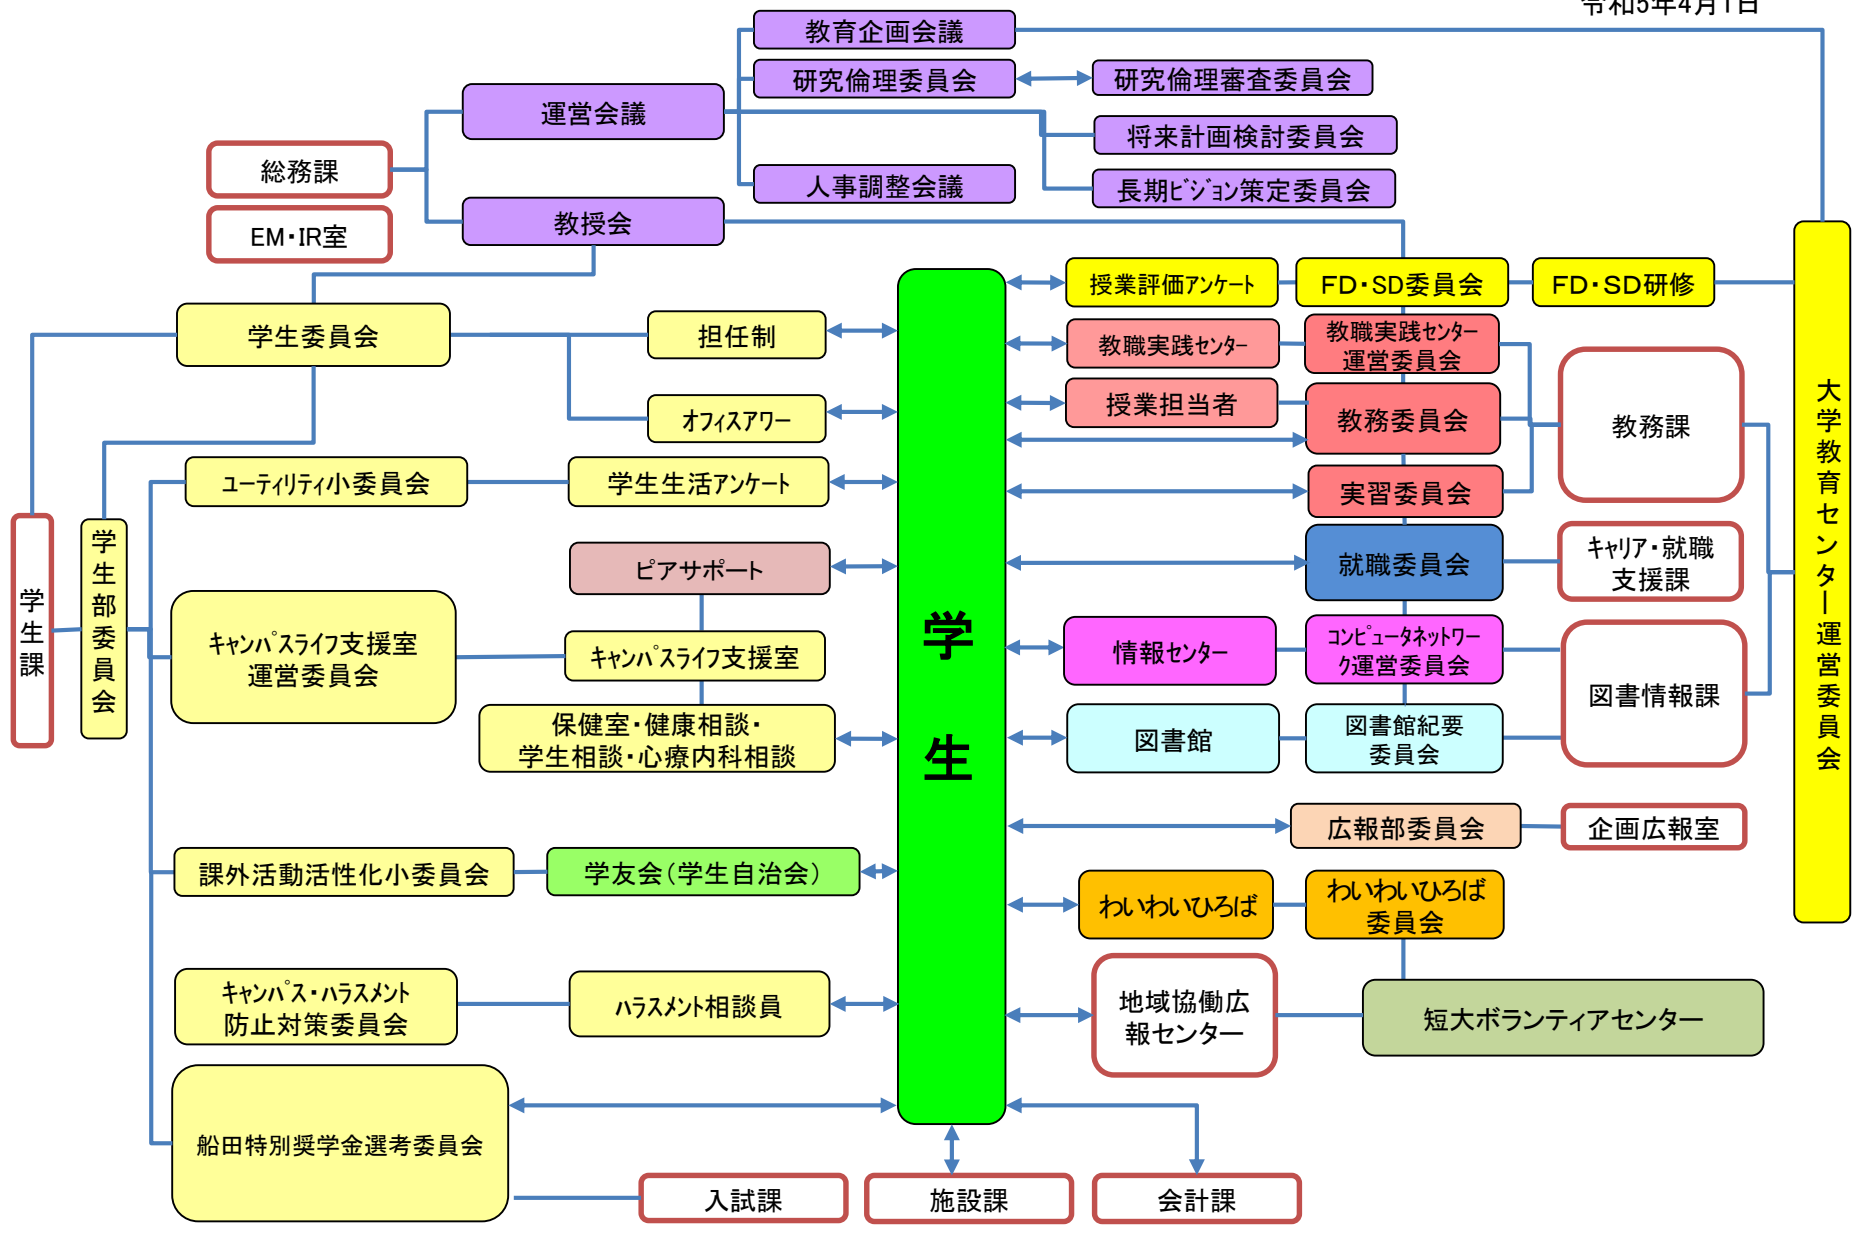 令和5年4月1日
教育企画会議
研究倫理委員会
研究倫理審査委員会
運営会議
将来計画検討委員会
総務課
人事調整会議
長期ビジョン策定委員会
教授会
EM・IR室
授業評価アンケート
FD・SD委員会
FD・SD研修
学生委員会
担任制
教職実践センター
教職実践センター
運営委員会
オフィスアワー
授業担当者
教務委員会
教務課
ユーティリティ小委員会
学生生活アンケート
実習委員会
学生課
学生部委員会
ピアサポート
就職委員会
キャリア・就職
支援課
キャンパスライフ支援室
運営委員会
キャンパスライフ支援室
学生
情報センター
コンピュータネットワー
ク運営委員会
図書情報課
保健室・健康相談・
学生相談・心療内科相談
図書館
図書館紀要
委員会
大学教育センター運営委員会
広報部委員会
企画広報室
課外活動活性化小委員会
学友会(学生自治会)
わいわいひろば
わいわいひろば
委員会
キャンパス・ハラスメント
防止対策委員会
ハラスメント相談員
地域協働広
報センター
短大ボランティアセンター
船田特別奨学金選考委員会
入試課
施設課
会計課